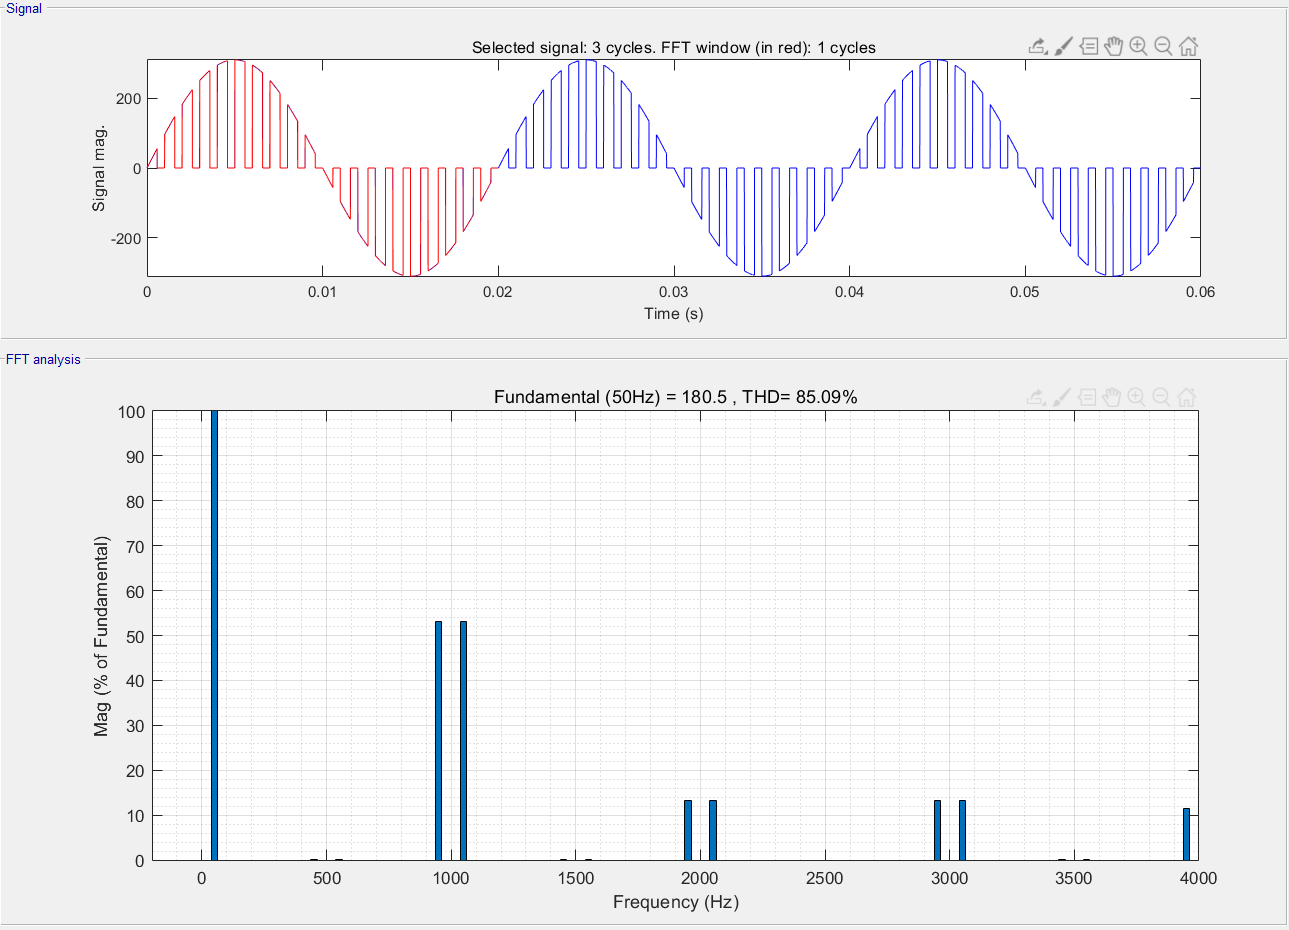 Signal
Selected signal: 3 cycles. FFT window (in red): 1 cycles
200
0
-200
Signal mag.
0 0.01 0.02 0.03 0.04 0.05 0.06
Time (s)
FFT analysis
Fundamental (50Hz) = 180.5 , THD= 85.09%
100
90
80
70
60
50
40
30
20
10
0
Mag (% of Fundamental)
0 500 1000 1500 2000 2500 3000 3500 4000
Frequency (Hz)